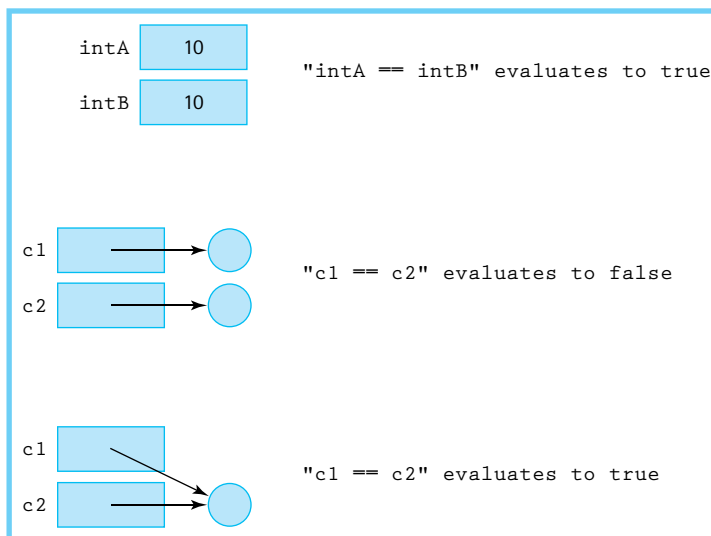 intA 10
"intA == intB" evaluates to true
intB 10
c1
"c1 == c2" evaluates to false
c2
c1
"c1 == c2" evaluates to true
c2